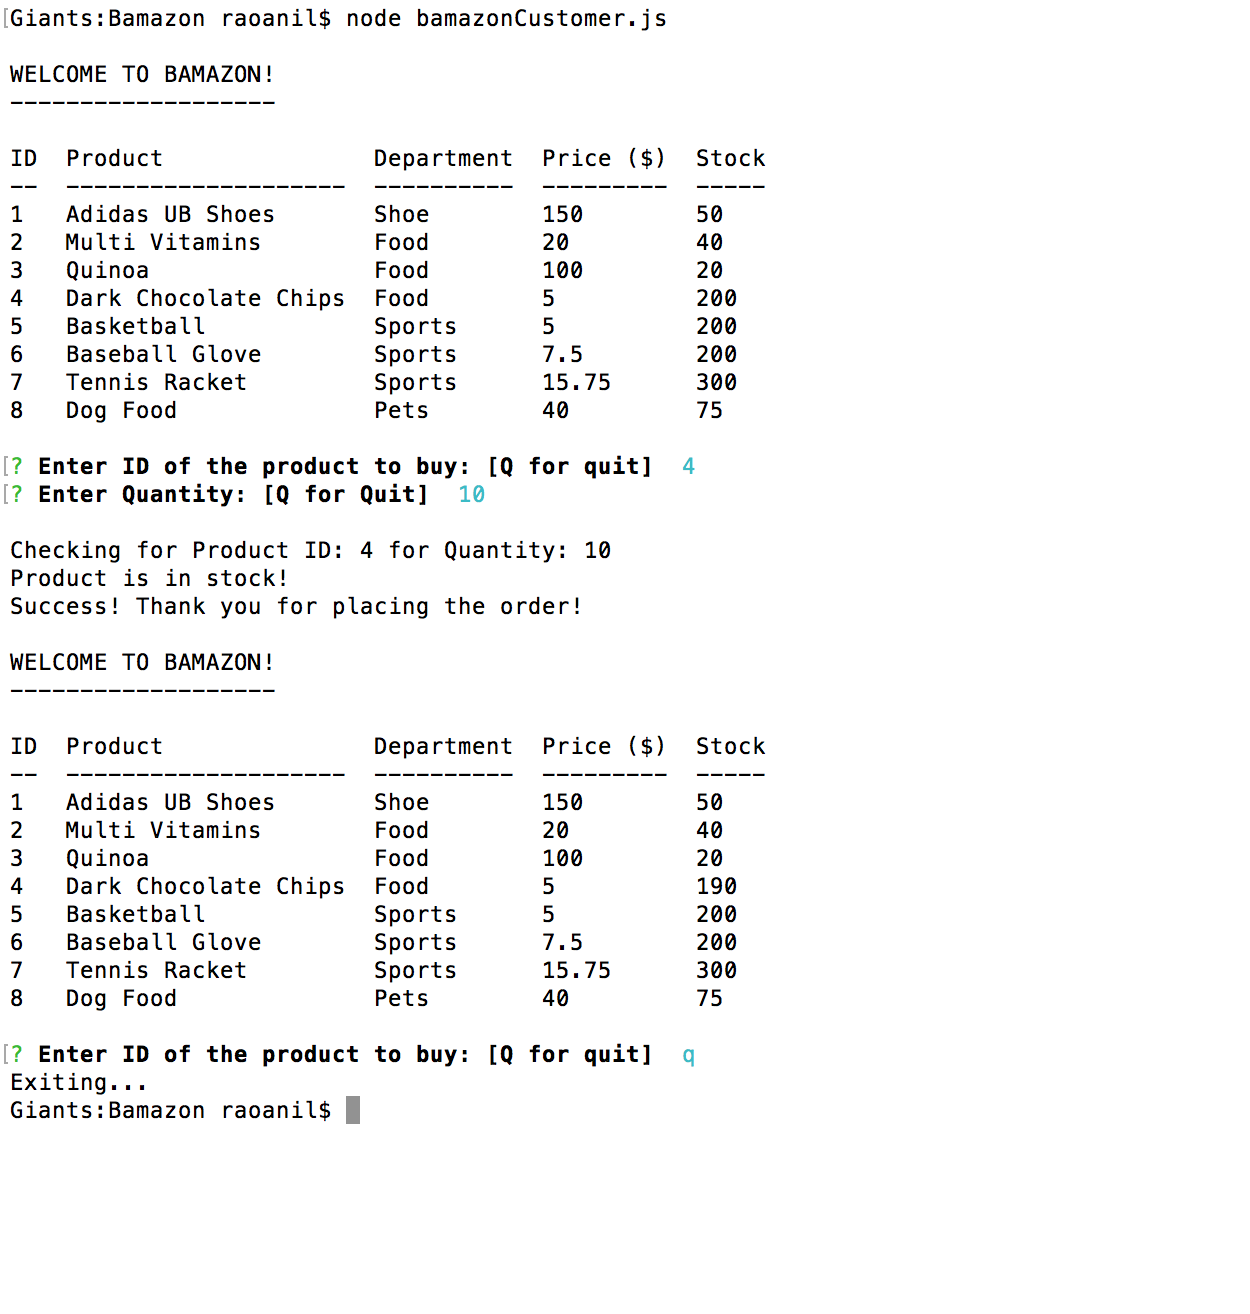 [Giants:Bamazon raoanil$ node bamazonCustomer.js
WELCOME TO BAMAZON!
-------------------
ID  Product               Department  Price ($)  Stock
--  --------------------  ----------  ---------  -----
1   Adidas UB Shoes       Shoe        150        50
2   Multi Vitamins        Food        20         40
3   Quinoa                Food        100        20
4   Dark Chocolate Chips  Food        5          200
5   Basketball            Sports      5          200
6   Baseball Glove        Sports      7.5        200
7   Tennis Racket         Sports      15.75      300
8   Dog Food              Pets        40         75
[? Enter ID of the product to buy: [Q for quit]  4
[? Enter Quantity: [Q for Quit]  10
Checking for Product ID: 4 for Quantity: 10
Product is in stock!
Success! Thank you for placing the order!
WELCOME TO BAMAZON!
-------------------
ID  Product               Department  Price ($)  Stock
--  --------------------  ----------  ---------  -----
1   Adidas UB Shoes       Shoe        150        50
2   Multi Vitamins        Food        20         40
3   Quinoa                Food        100        20
4   Dark Chocolate Chips  Food        5          190
5   Basketball            Sports      5          200
6   Baseball Glove        Sports      7.5        200
7   Tennis Racket         Sports      15.75      300
8   Dog Food              Pets        40         75
[? Enter ID of the product to buy: [Q for quit]  q
Exiting...
Giants:Bamazon raoanil$